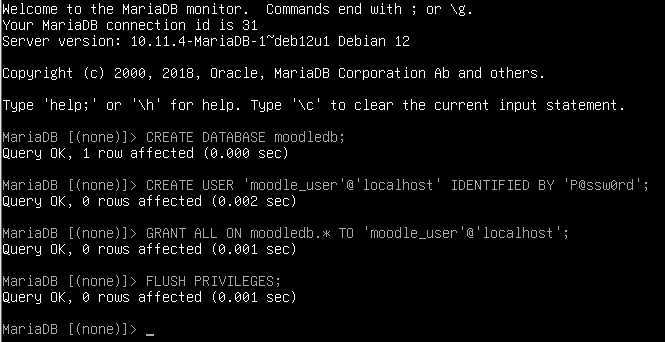 Welcome to the MariaDB monitor.  Commands end with ; or \g.
Your MariaDB connection id is 31
Server version: 10.11.4-MariaDB-1~deb12u1 Debian 12
Copyright (c) 2000, 2018, Oracle, MariaDB Corporation Ab and others.
Type 'help;' or '\h' for help. Type '\c' to clear the current input statement.
MariaDB [(none)]> CREATE DATABASE moodledb;
Query OK, 1 row affected (0.000 sec)
MariaDB [(none)]> CREATE USER 'moodle_user'@'localhost' IDENTIFIED BY 'P@ssw0rd';
Query OK, 0 rows affected (0.002 sec)
MariaDB [(none)]> GRANT ALL ON moodledb.* TO 'moodle_user'@'localhost';
Query OK, 0 rows affected (0.001 sec)
MariaDB [(none)]> FLUSH PRIVILEGES;
Query OK, 0 rows affected (0.001 sec)
MariaDB [(none)]> _